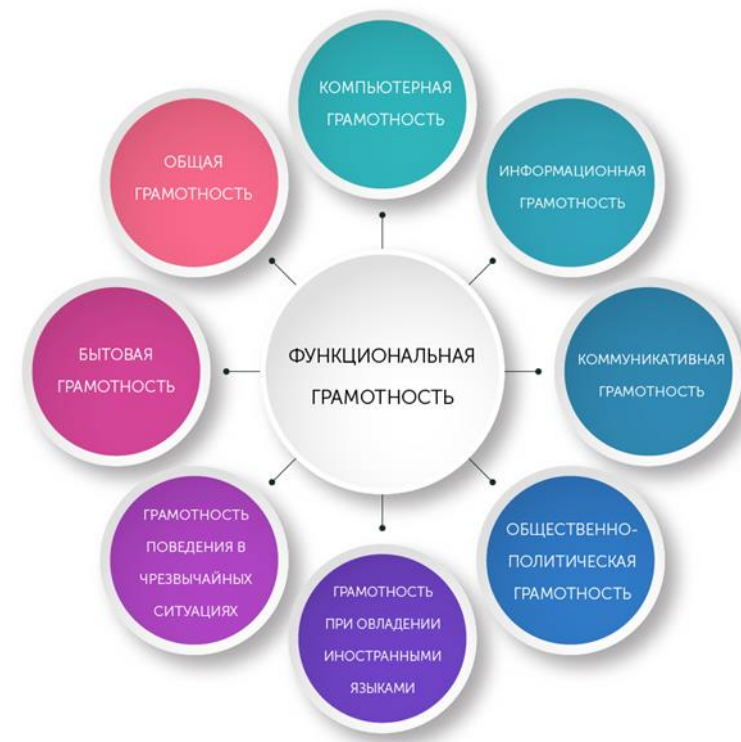 КОМПЬЮТЕРНАЯ
ГРАМОТНОСТЬ
ИНФОРМАЦИОННАЯ
ГРАМОТНОСТЬ
КОММУНИКАТИВНАЯ
ГРАМОТНОСТЬ
ОБЩЕСТВЕННО-
ПОЛИТИЧЕСКАЯ
ГРАМОТНОСТЬ
ГРАМОТНОСТЬ
ПРИ ОВЛАДЕНИИ
ИНОСТРАННЫМИ
ЯЗЫКАМИ
ГРАМОТНОСТЬ
ПОВЕДЕНИЯ В
ЧРЕЗВЫЧАЙНЫХ
СИТУАЦИЯХ
БЫТОВАЯ
ГРАМОТНОСТЬ
ОБЩАЯ
ГРАМОТНОСТЬ
ФУНКЦИОНАЛЬНАЯ
ГРАМОТНОСТЬ